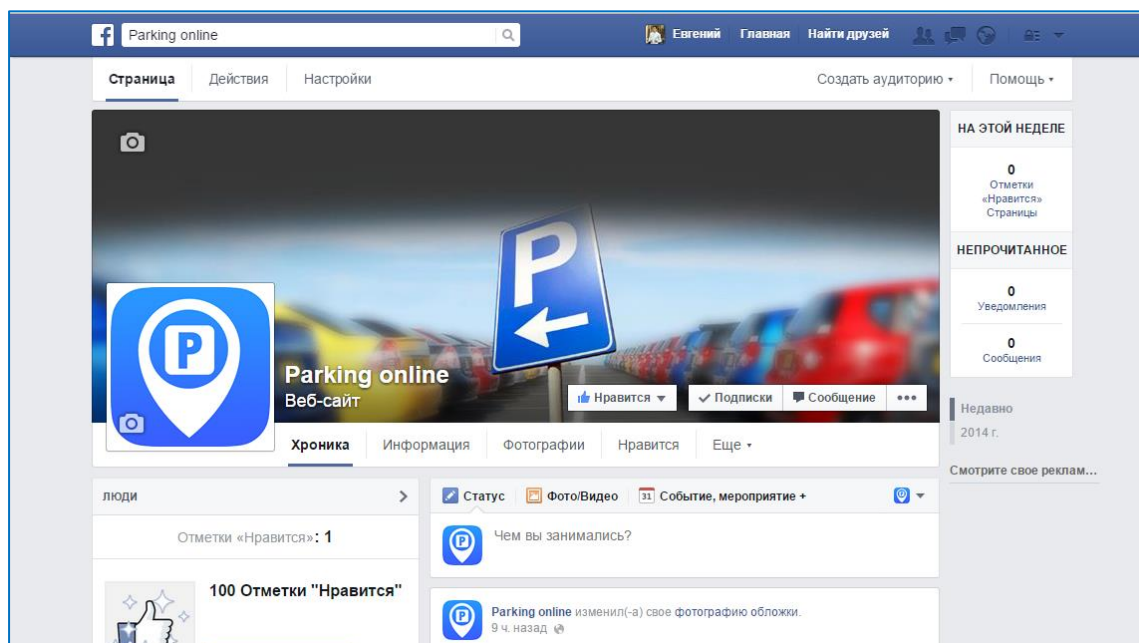 f
Parking online
Евгений Главная Найти друзей
Страница Действия Настройки
Создать аудиторию Помощь
P
P
Parking online
Веб-сайт
Нравится Подписки Сообщение •••
Хроника Информация Фотографии Нравится Еще
НА ЭТОЙ НЕДЕЛЕ
0
Отметки
«Нравится»
Страницы
НЕПРОЧИТАННОЕ
0
Уведомления
0
Сообщения
Недавно
2014 г.
Смотрите свое реклам...
ЛЮДИ
Отметки «Нравится»: 1
100 Отметки "Нравится"
Статус Фото/Видео 31 Событие, мероприятие +
P
P
Чем вы занимались?
P
Parking online изменил(-а) свое фотографию обложки.
9 ч. назад